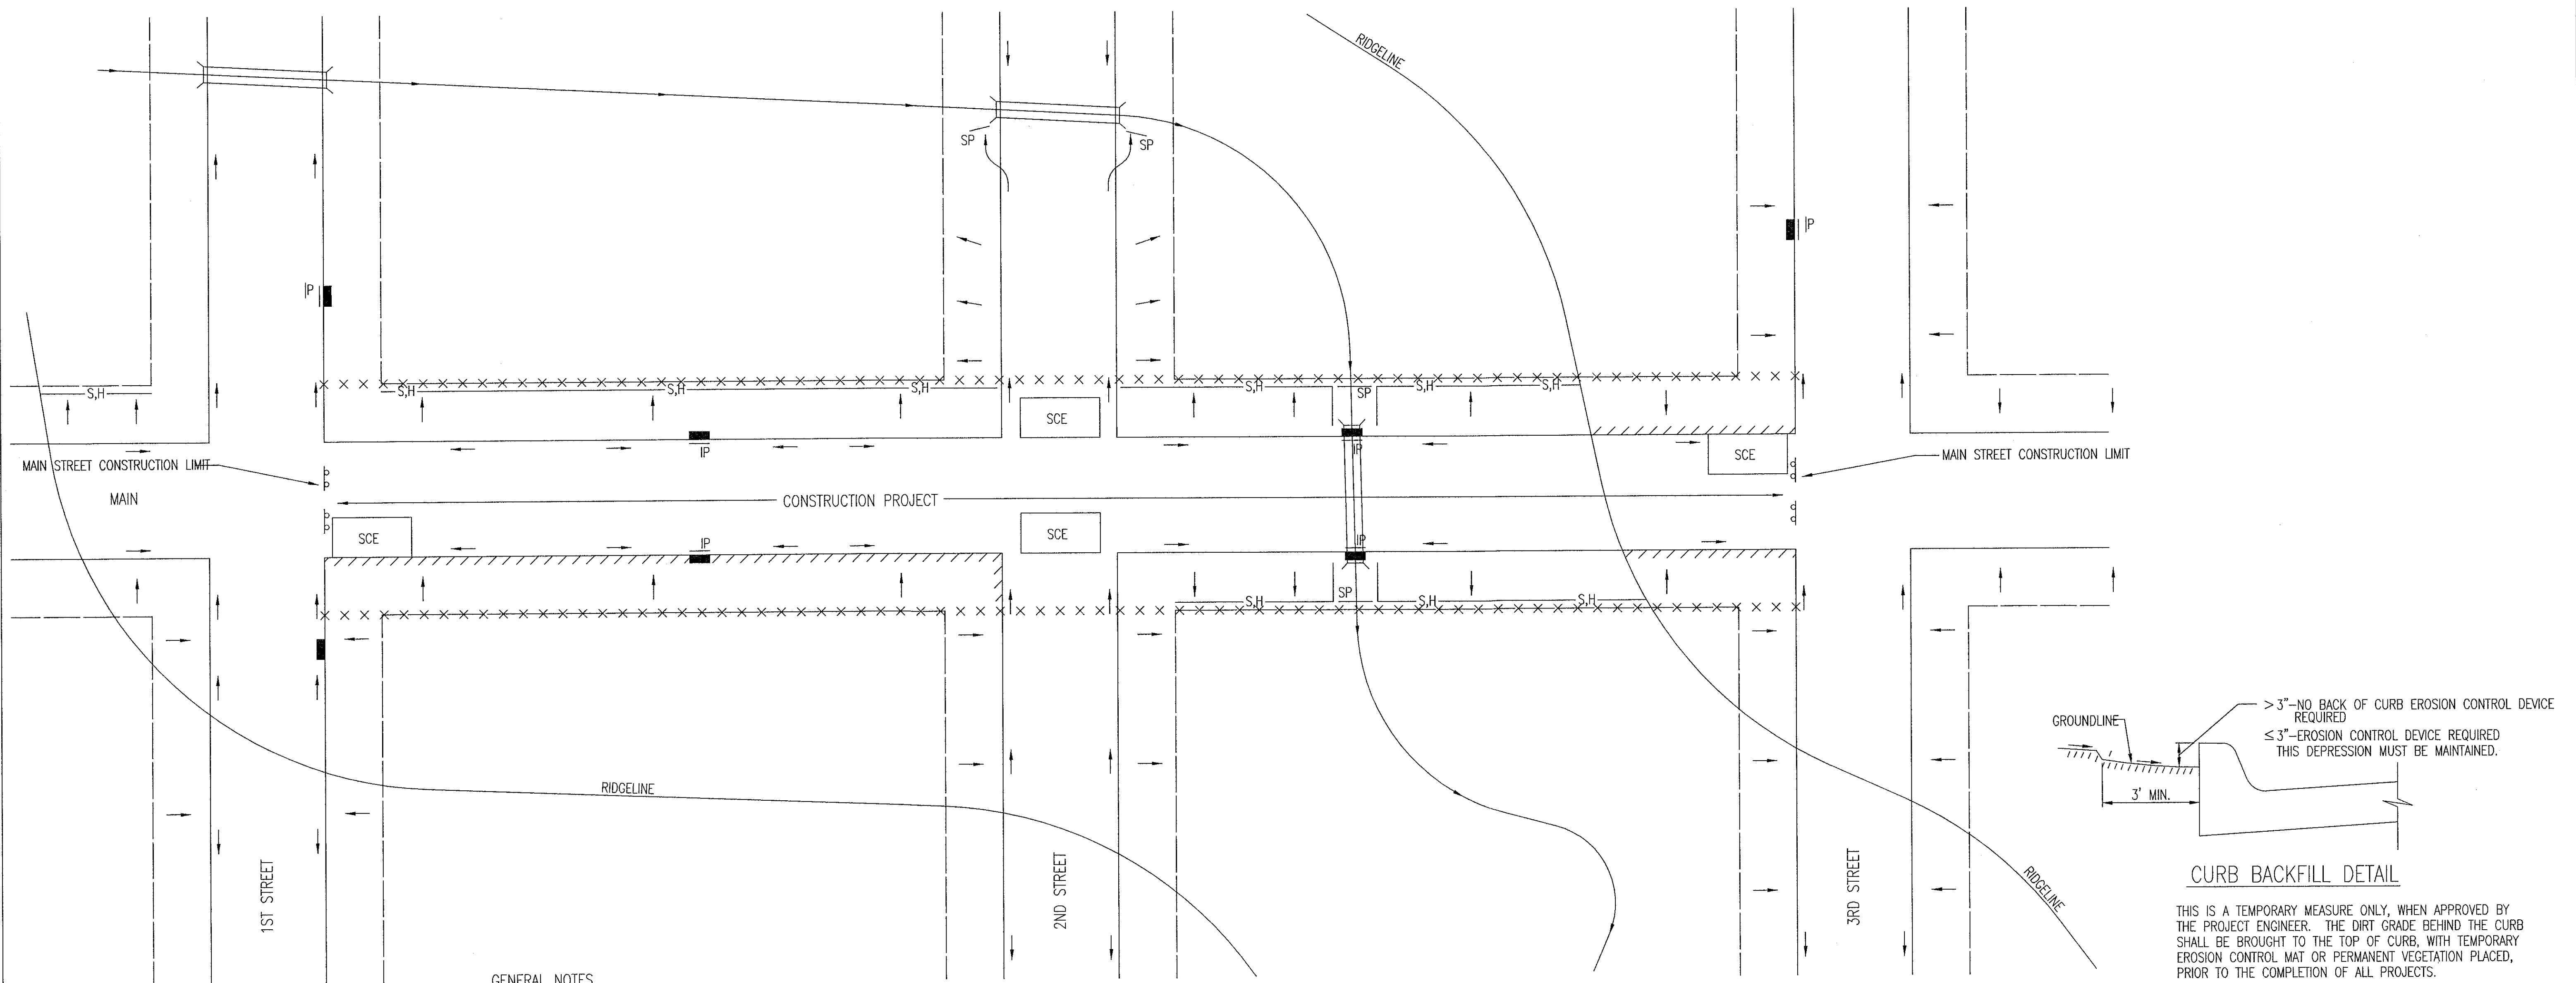 RIDGELINE
SP
SP
IP
IP
S,H
S,H
S,H
S,H
S,H
SP
S,H
S,H
SCE
IP
IP
SCE
MAIN STREET CONSTRUCTION LIMIT
MAIN STREET CONSTRUCTION LIMIT
MAIN
CONSTRUCTION PROJECT
SCE
SCE
IP
IP
S,H
SP
S,H
S,H
RIDGELINE
1ST STREET
2ND STREET
3RD STREET
RIDGELINE
GENERAL NOTES
GROUNDLINE
>3"-NO BACK OF CURB EROSION CONTROL DEVICE
REQUIRED
≤3"-EROSION CONTROL DEVICE REQUIRED
THIS DEPRESSION MUST BE MAINTAINED.
3' MIN.
CURB BACKFILL DETAIL
THIS IS A TEMPORARY MEASURE ONLY, WHEN APPROVED BY
THE PROJECT ENGINEER. THE DIRT GRADE BEHIND THE CURB
SHALL BE BROUGHT TO THE TOP OF CURB, WITH TEMPORARY
EROSION CONTROL MAT OR PERMANENT VEGETATION PLACED,
PRIOR TO THE COMPLETION OF ALL PROJECTS.